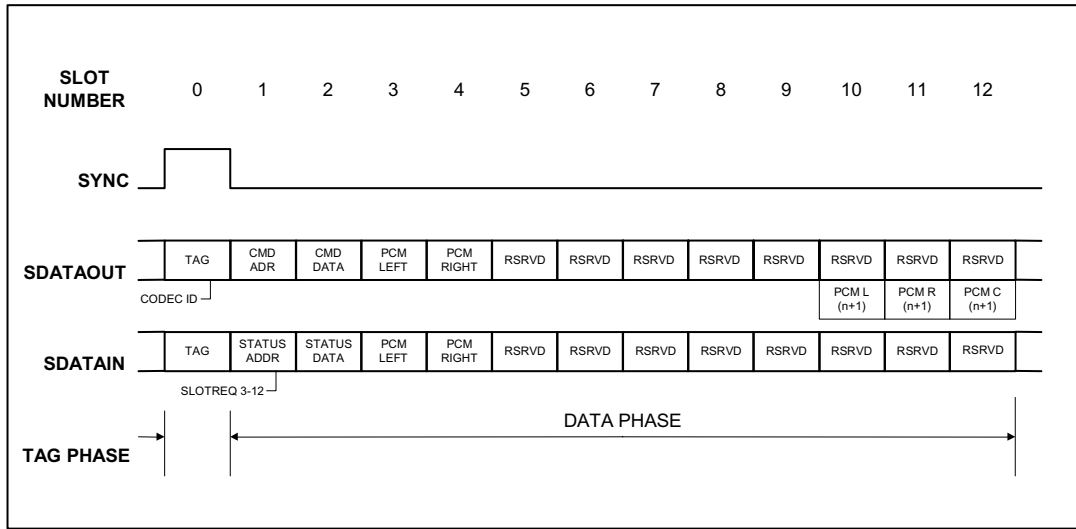 SLOT
NUMBER
0 1 2 3 4 5 6 7 8 9 10 11 12
SYNC
SDATAOUT
TAG
CMD
ADR
CMD
DATA
PCM
LEFT
PCM
RIGHT
RSRVD
RSRVD
RSRVD
RSRVD
RSRVD
RSRVD
RSRVD
RSRVD
CODEC ID
PCM L
(n+1)
PCM R
(n+1)
PCM C
(n+1)
SDATAIN
TAG
STATUS
ADDR
STATUS
DATA
PCM
LEFT
PCM
RIGHT
RSRVD
RSRVD
RSRVD
RSRVD
RSRVD
RSRVD
RSRVD
RSRVD
SLOTREQ 3-12
DATA PHASE
TAG PHASE